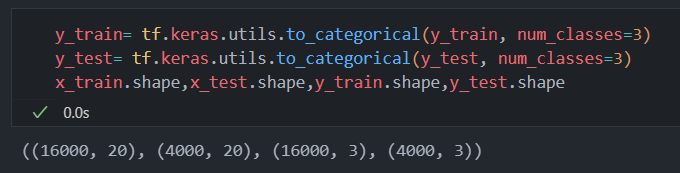 y_train= tf.keras.utils.to_categorical(y_train, num_classes=3)
y_test= tf.keras.utils.to_categorical(y_test, num_classes=3)
x_train.shape,x_test.shape,y_train.shape,y_test.shape
0.0s
((16000, 20), (4000, 20), (16000, 3), (4000, 3))